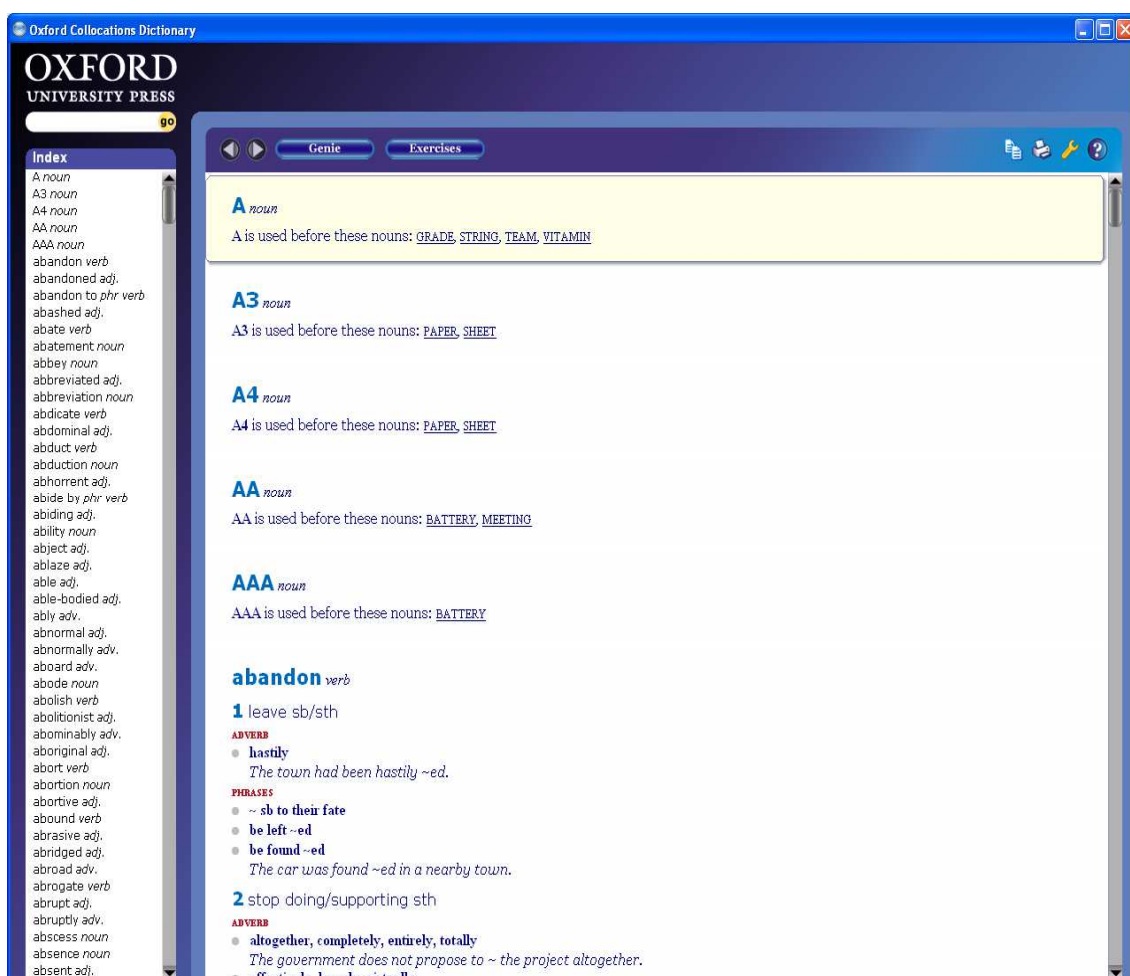 Oxford Collocations Dictionary
OXFORD
UNIVERSITY PRESS
go
Index
A noun
A3 noun
A4 noun
AA noun
AAA noun
abandon verb
abandoned adj.
abandon to phr verb
abashed adj.
abate verb
abatement noun
abbey noun
abbreviated adj.
abbreviation noun
abdicate verb
abdominal adj.
abduct verb
abduction noun
abhorrent adj.
abide by phr verb
abiding adj.
ability noun
abject adj.
ablaze adj.
able adj.
able-bodied adj.
ably adv.
abnormal adj.
abnormally adv.
aboard adv.
abode noun
abolish verb
abolitionist adj.
abominably adv.
aboriginal adj.
abort verb
abortion noun
abortive adj.
abound verb
abrasive adj.
abridged adj.
abroad adv.
abrogate verb
abrupt adj.
abruptly adv.
abscess noun
absence noun
absent adj.
Genie Exercises
A noun
A is used before these nouns: GRADE, STRING, TEAM, VITAMIN
A3 noun
A3 is used before these nouns: PAPER, SHEET
A4 noun
A4 is used before these nouns: PAPER, SHEET
AA noun
AA is used before these nouns: BATTERY, MEETING
AAA noun
AAA is used before these nouns: BATTERY
abandon verb
1 leave sb/sth
ADVERB
hastily
The town had been hastily ~ed.
PHRASES
~ sb to their fate
be left ~ed
be found ~ed
The car was found ~ed in a nearby town.
2 stop doing/supporting sth
ADVERB
altogether, completely, entirely, totally
The government does not propose to ~ the project altogether.